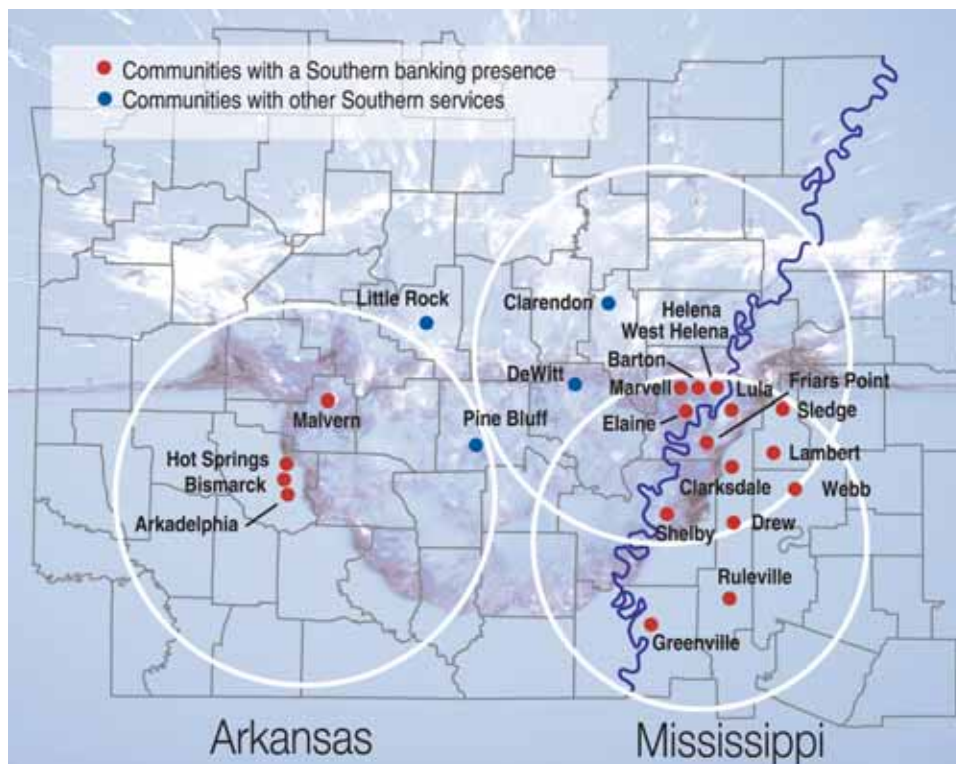 Communities with a Southern banking presence
Communities with other Southern services
Little Rock
Clarendon
Helena
West Helena
Barton
DeWitt
Marvell
Lula
Friars Point
Malvern
Pine Bluff
Elaine
Sledge
Hot Springs
Lambert
Bismarck
Clarksdale
Webb
Arkadelphia
Shelby
Drew
Ruleville
Greenville
Arkansas
Mississippi